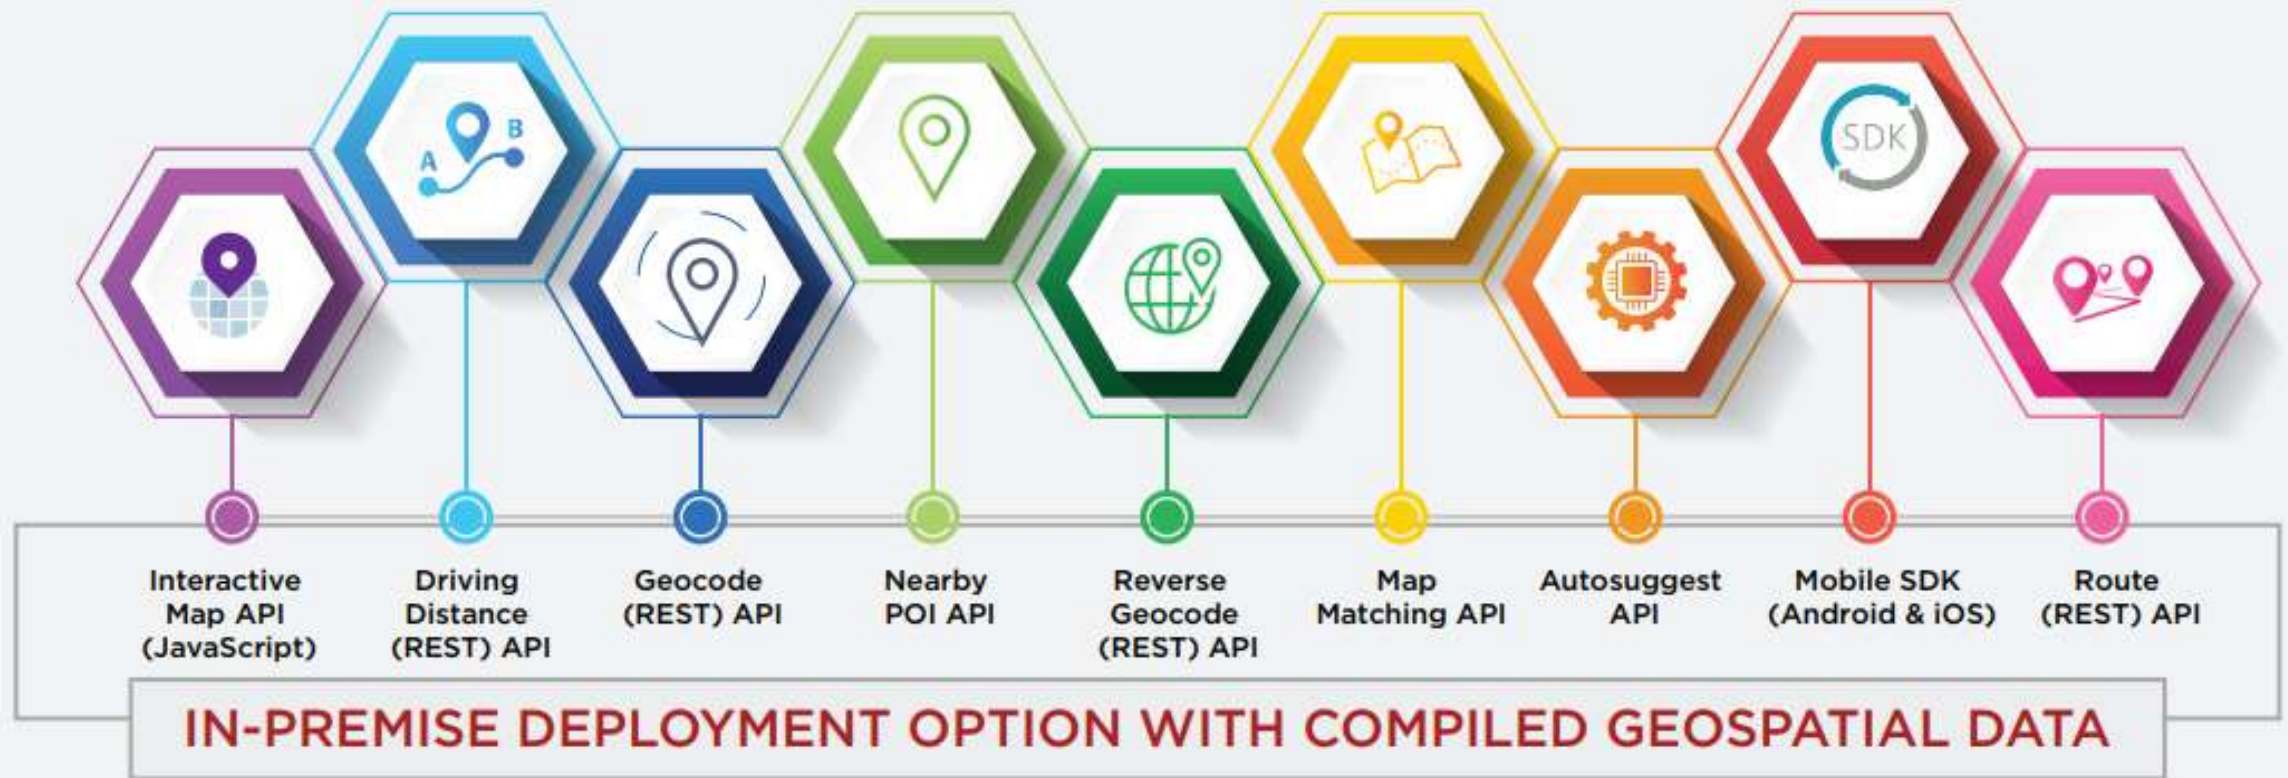 A
B
SDK
Interactive
Map API
(JavaScript)
Driving
Distance
(REST) API
Geocode
(REST) API
Nearby
POI API
Reverse
Geocode
(REST) API
Map
Matching API
Autosuggest
API
Mobile SDK
(Android & iOS)
Route
(REST) API
IN-PREMISE DEPLOYMENT OPTION WITH COMPILED GEOSPATIAL DATA